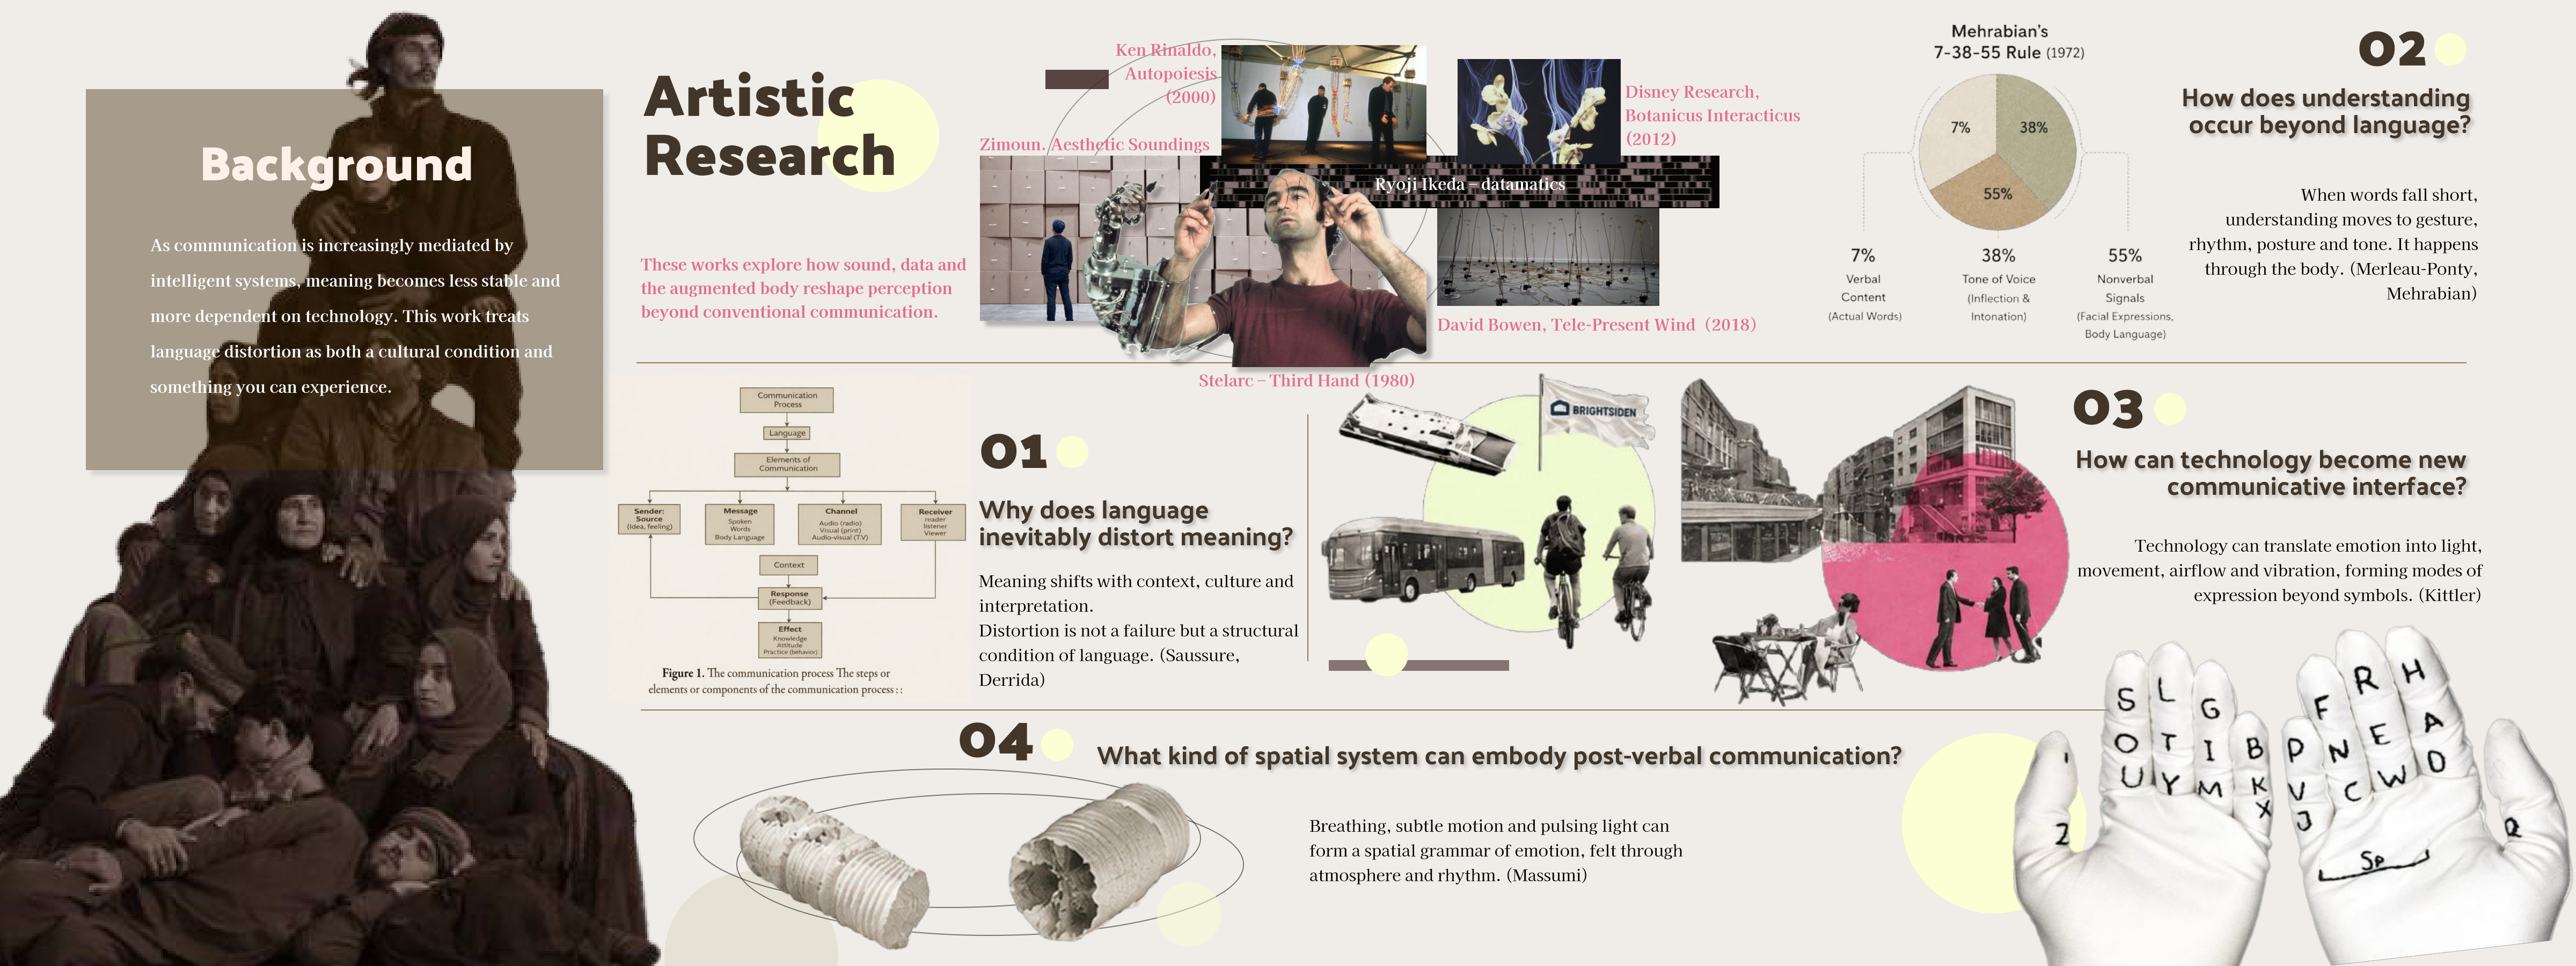 Background
As communication is increasingly mediated by
intelligent systems, meaning becomes less stable and
more dependent on technology. This work treats
language distortion as both a cultural condition and
something you can experience.
Artistic
Research
These works explore how sound, data and
the augmented body reshape perception
beyond conventional communication.
Ken Rinaldo,
Autopoiesis
(2000)
Zimoun. Aesthetic Soundings
Disney Research,
Botanicus Interacticus
(2012)
Ryoji Ikeda – datamatics
David Bowen, Tele-Present Wind (2018)
Stelarc – Third Hand (1980)
Mehrabian's
7-38-55 Rule (1972)
7%
38%
55%
7%
Verbal
Content
(Actual Words)
38%
Tone of Voice
(Inflection &
Intonation)
55%
Nonverbal
Signals
(Facial Expressions,
Body Language)
02
How does understanding
occur beyond language?
When words fall short,
understanding moves to gesture,
rhythm, posture and tone. It happens
through the body. (Merleau-Ponty,
Mehrabian)
Communication
Process
Language
Elements of
Communication
Sender:
Source
(Idea, feeling)
Message
Spoken
Words
Body Language
Channel
Audio (radio)
Visual (print)
Audio-visual (T.V)
Receiver
reader
listener
Viewer
Context
Response
(Feedback)
Effect
Knowledge
Attitude
Practice (behavior)
Figure 1. The communication process The steps or
elements or components of the communication process::
01
Why does language
inevitably distort meaning?
Meaning shifts with context, culture and
interpretation.
Distortion is not a failure but a structural
condition of language. (Saussure,
Derrida)
BRIGHTSIDEN
03
How can technology become new
communicative interface?
Technology can translate emotion into light,
movement, airflow and vibration, forming modes of
expression beyond symbols. (Kittler)
04
What kind of spatial system can embody post-verbal communication?
Breathing, subtle motion and pulsing light can
form a spatial grammar of emotion, felt through
atmosphere and rhythm. (Massumi)
S L G
O T I B
U Y M K
X
Z
F R H
P N E A
V C W D
J
Q
Sp